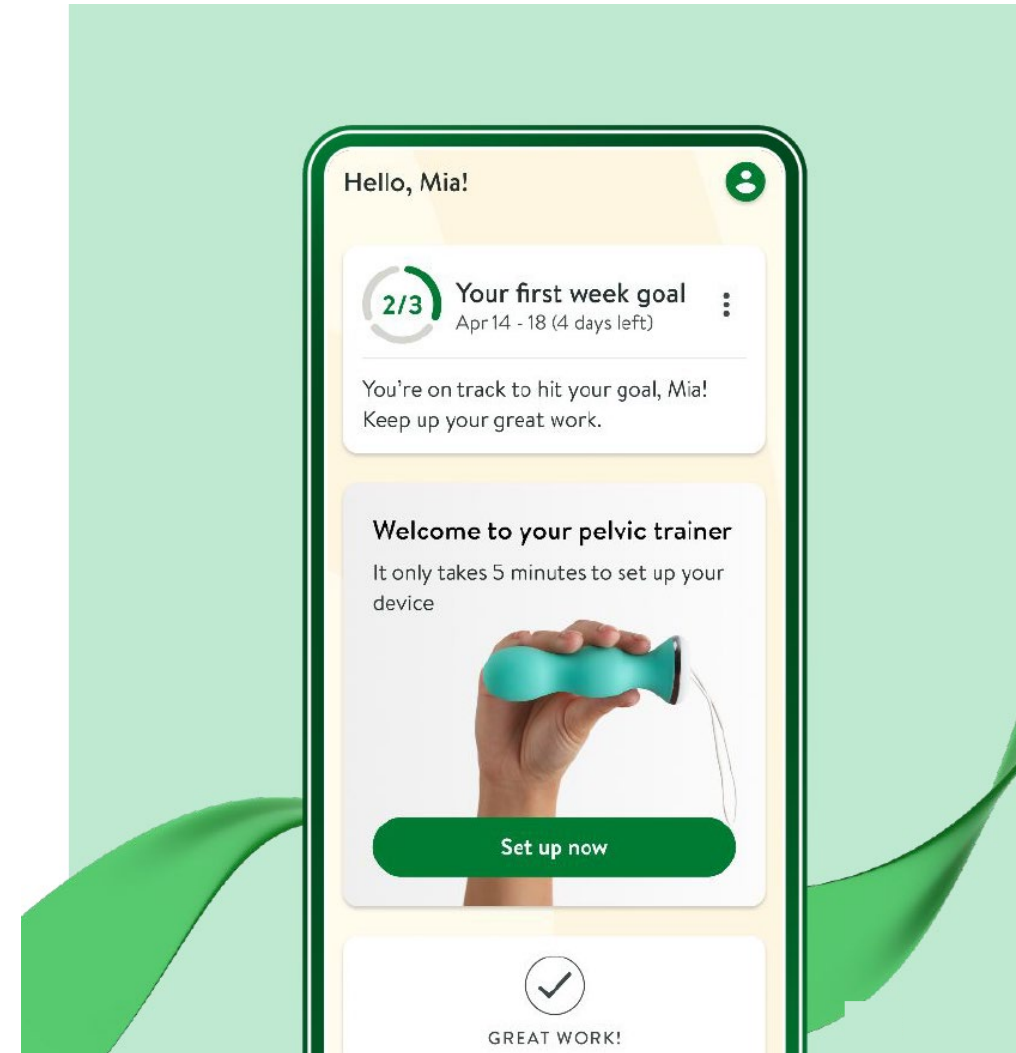 Hello, Mia!
2/3
Your first week goal
Apr 14 - 18 (4 days left)
You're on track to hit your goal, Mia!
Keep up your great work.
Welcome to your pelvic trainer
It only takes 5 minutes to set up your
device
Set up now
GREAT WORK!